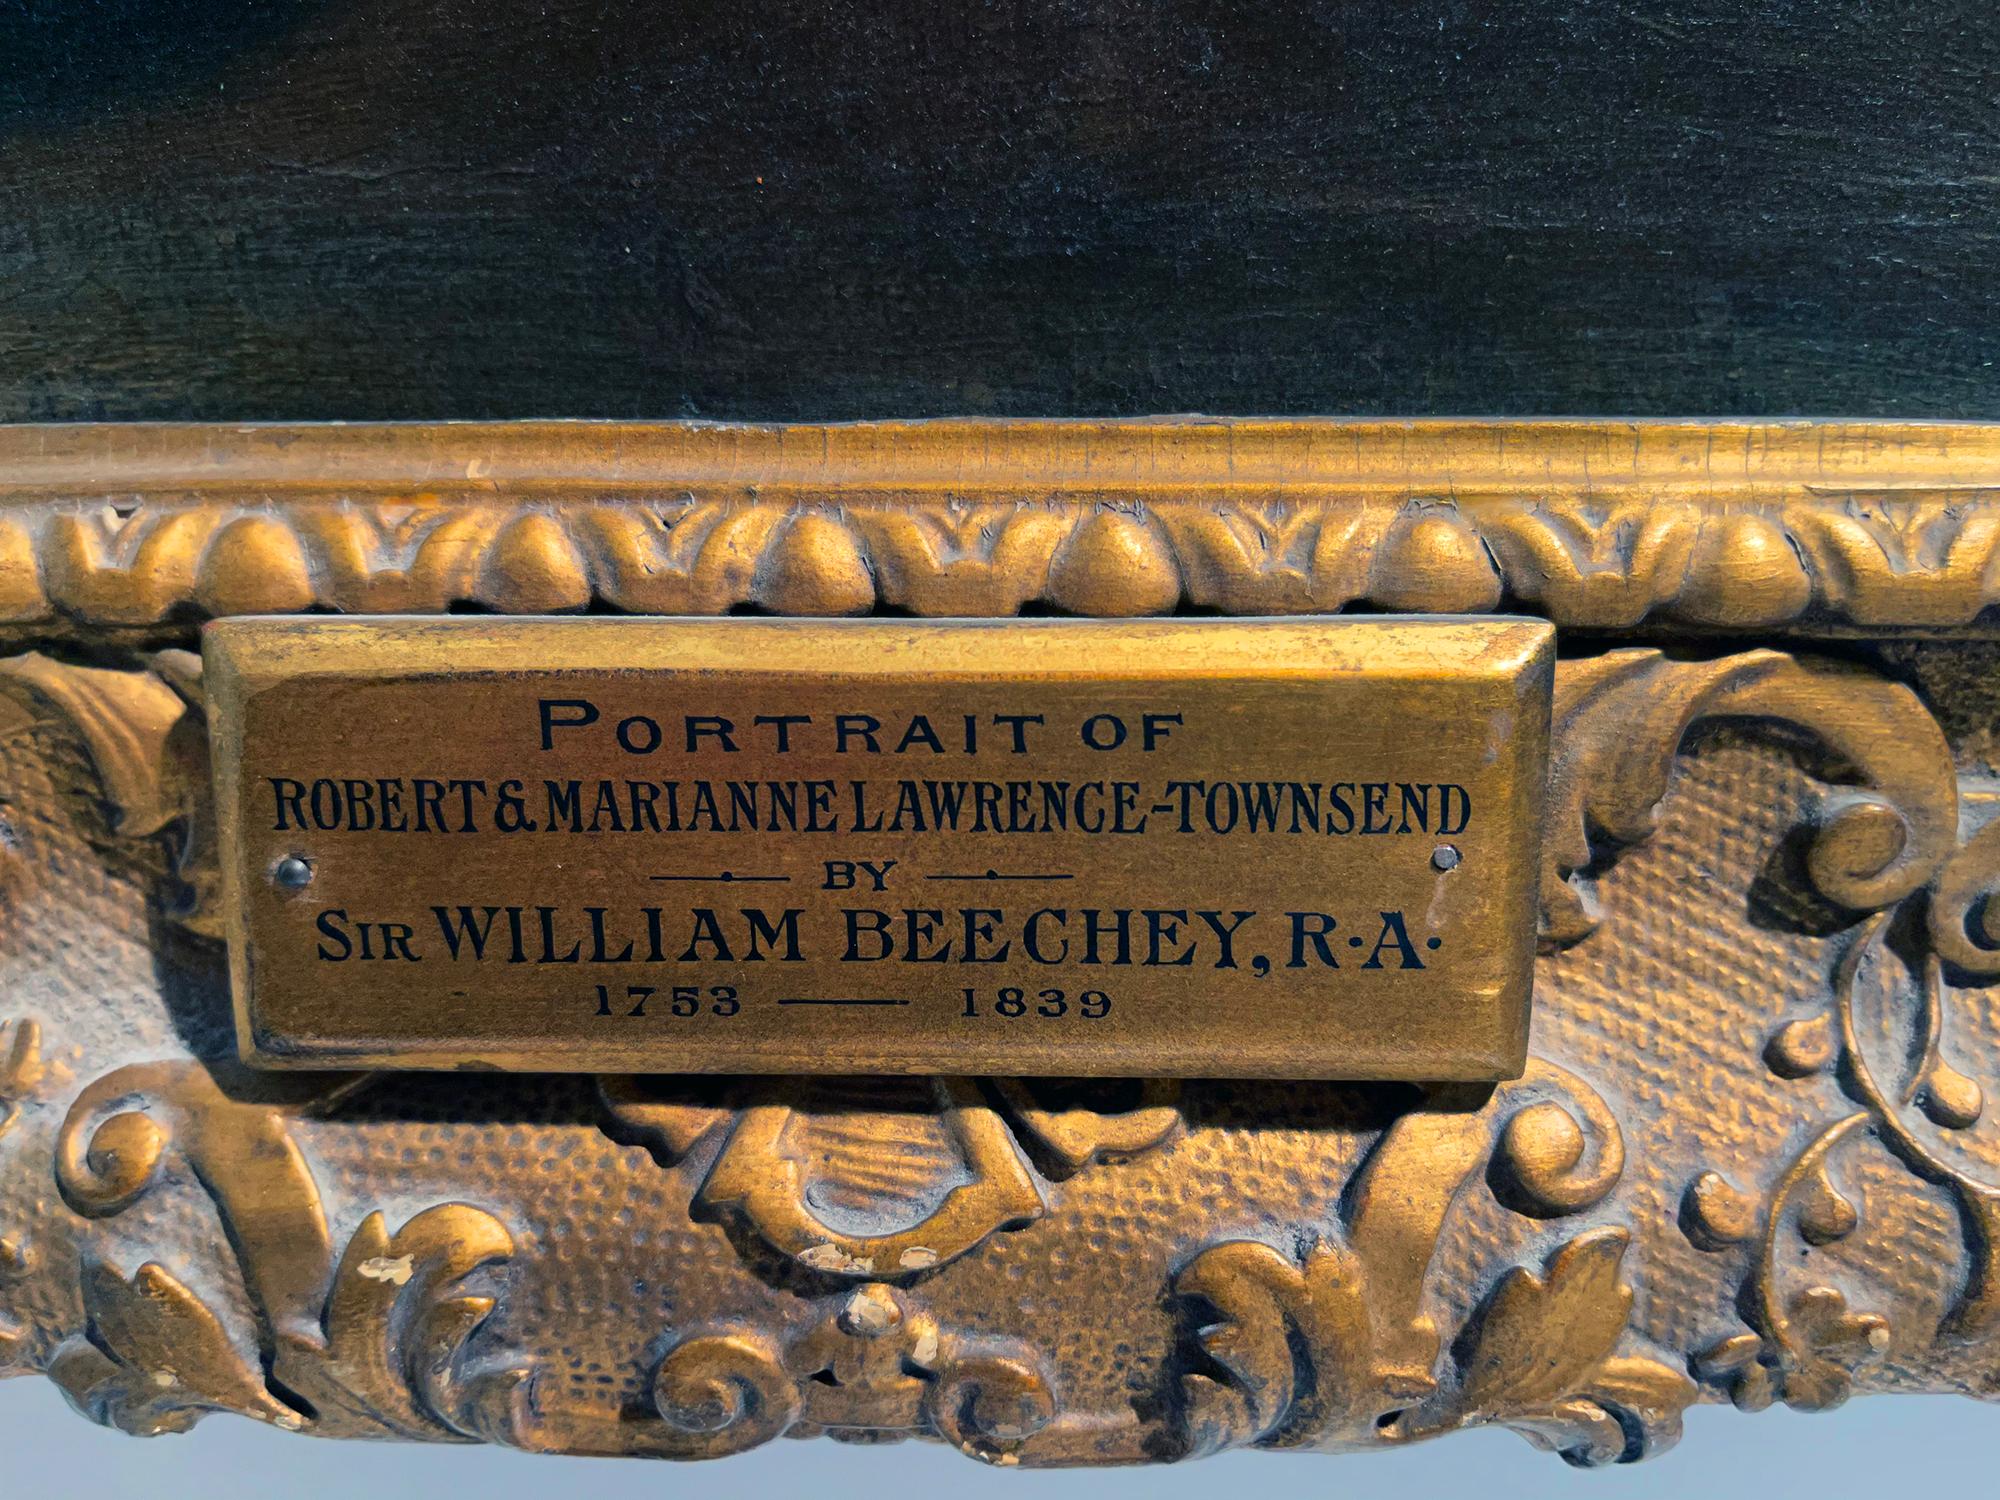 PORTRAIT OF
ROBERT & MARIANNE LAWRENCE-TOWNSEND
BY
SIR WILLIAM BEECHEY, R·A·
1753 — 1839